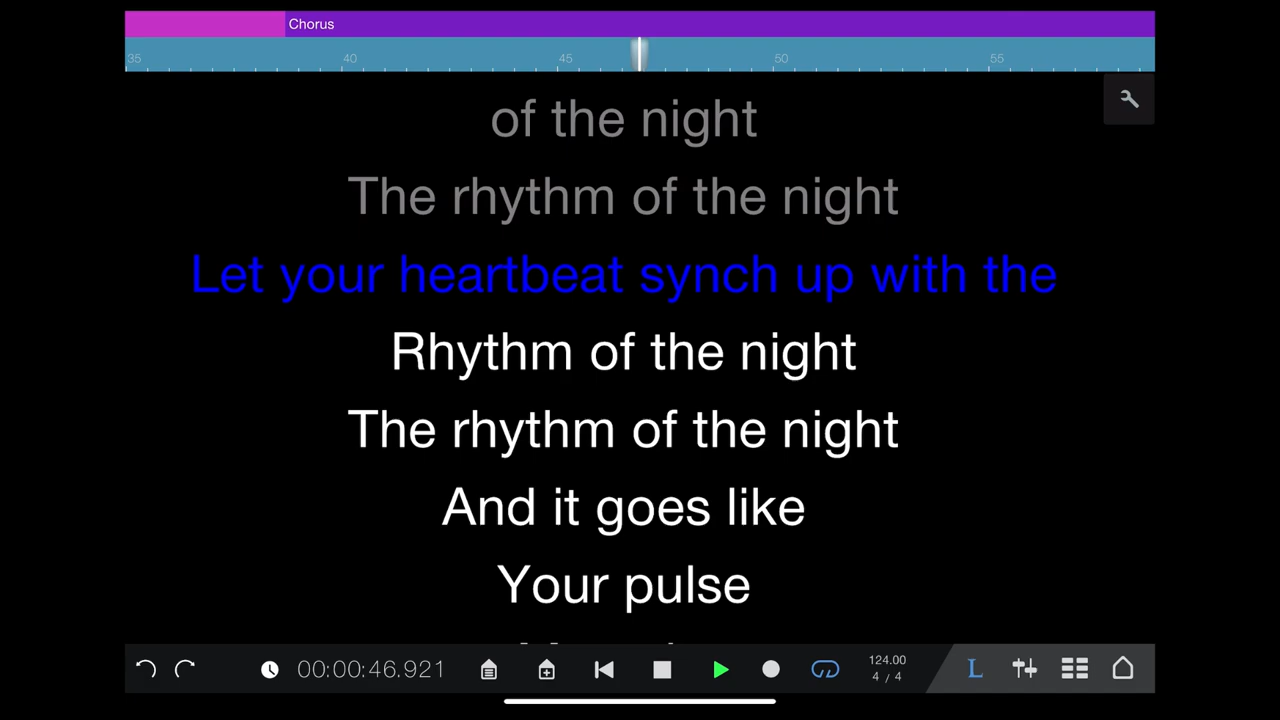 Chorus
35 40 45 50 55
of the night
The rhythm of the night
Let your heartbeat synch up with the
Rhythm of the night
The rhythm of the night
And it goes like
Your pulse
00:00:46.921
124.00
4 / 4
L